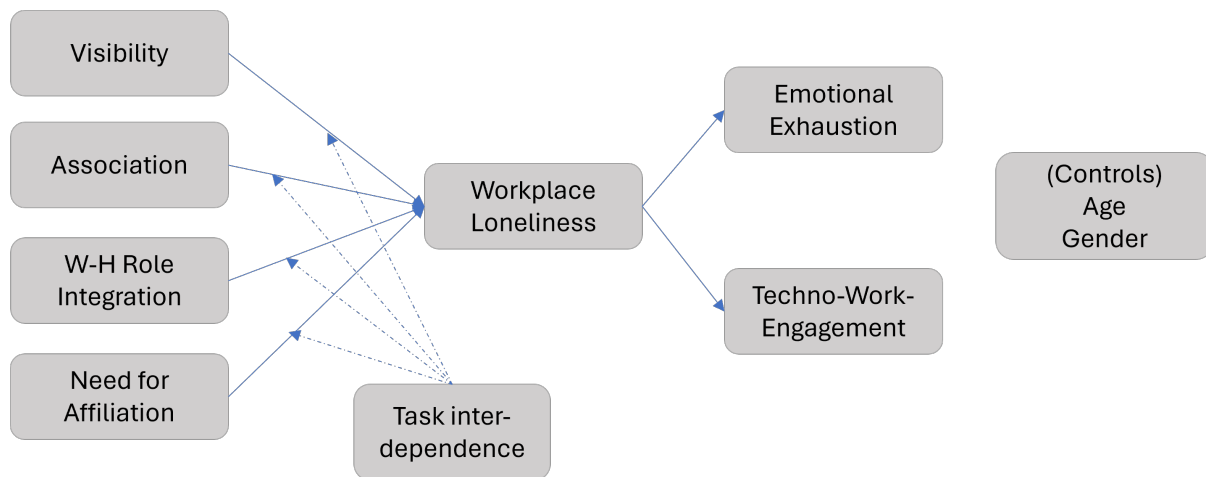 Visibility
Association
W-H Role
Integration
Need for
Affiliation
Task inter-
dependence
Workplace
Loneliness
Emotional
Exhaustion
Techno-Work-
Engagement
(Controls)
Age
Gender